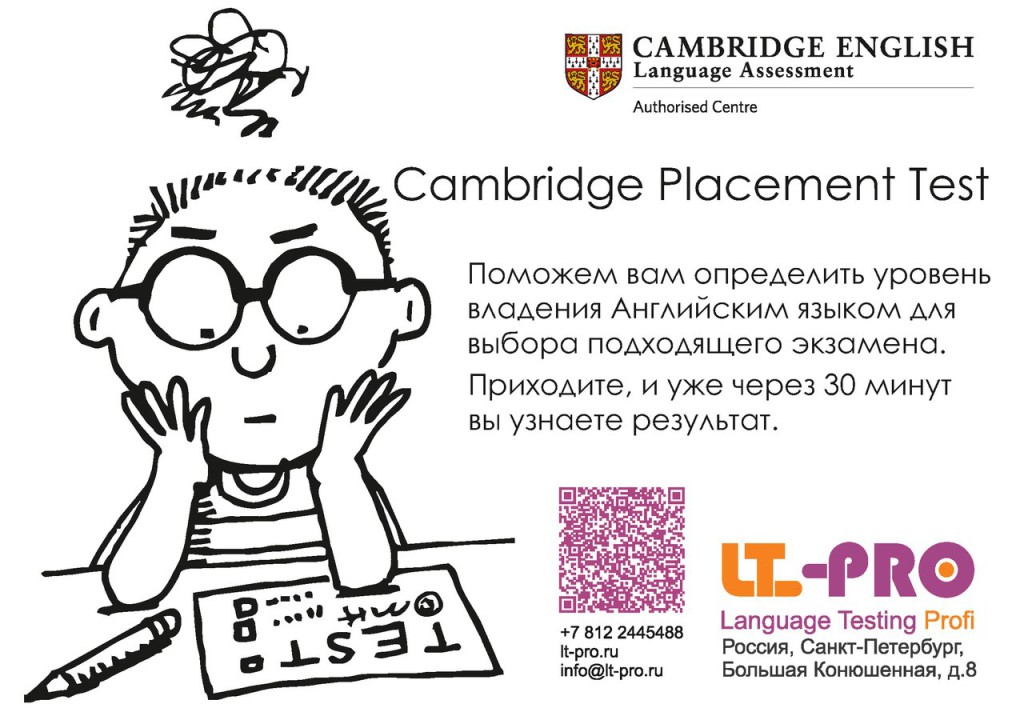 CAMBRIDGE ENGLISH
Language Assessment
Authorised Centre
Cambridge Placement Test
Поможем вам определить уровень
владения Английским языком для
выбора подходящего экзамена.
Приходите, и уже через 30 минут
вы узнаете результат.
TEST
+7 812 2445488
lt-pro.ru
info@lt-pro.ru
LT-PRO
Language Testing Profi
Россия, Санкт-Петербург,
Большая Конюшенная, д.8